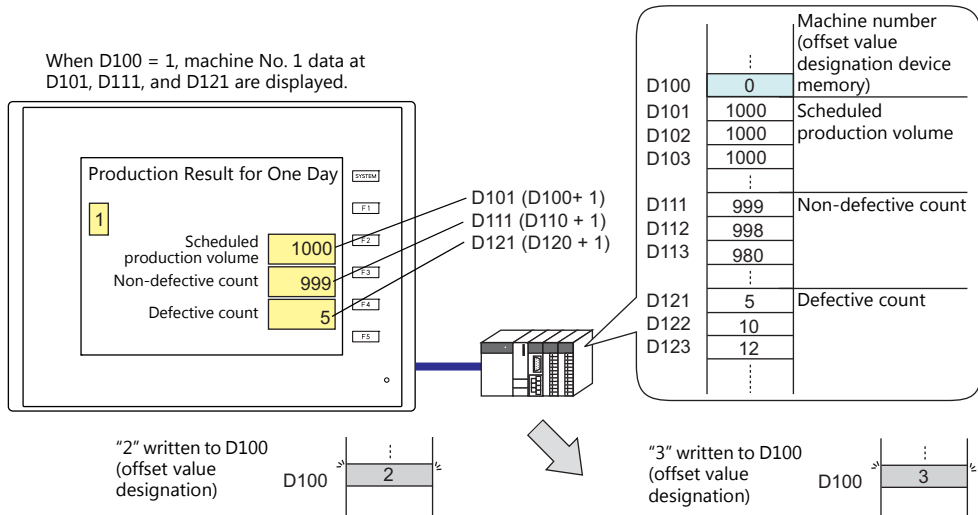 When D100 = 1, machine No. 1 data at
D101, D111, and D121 are displayed.
Production Result for One Day
1
Scheduled
production volume
1000
Non-defective count
999
Defective count
5
SYSTEM
F1
F2
F3
F4
F5
D101 (D100+ 1)
D111 (D110 + 1)
D121 (D120 + 1)
Machine number
(offset value
designation device
memory)
D100 0
D101 1000 Scheduled
D102 1000 production volume
D103 1000
D111 999 Non-defective count
D112 998
D113 980
D121 5 Defective count
D122 10
D123 12
"2" written to D100
(offset value
designation)
D100 2
"3" written to D100
(offset value
designation)
D100 3